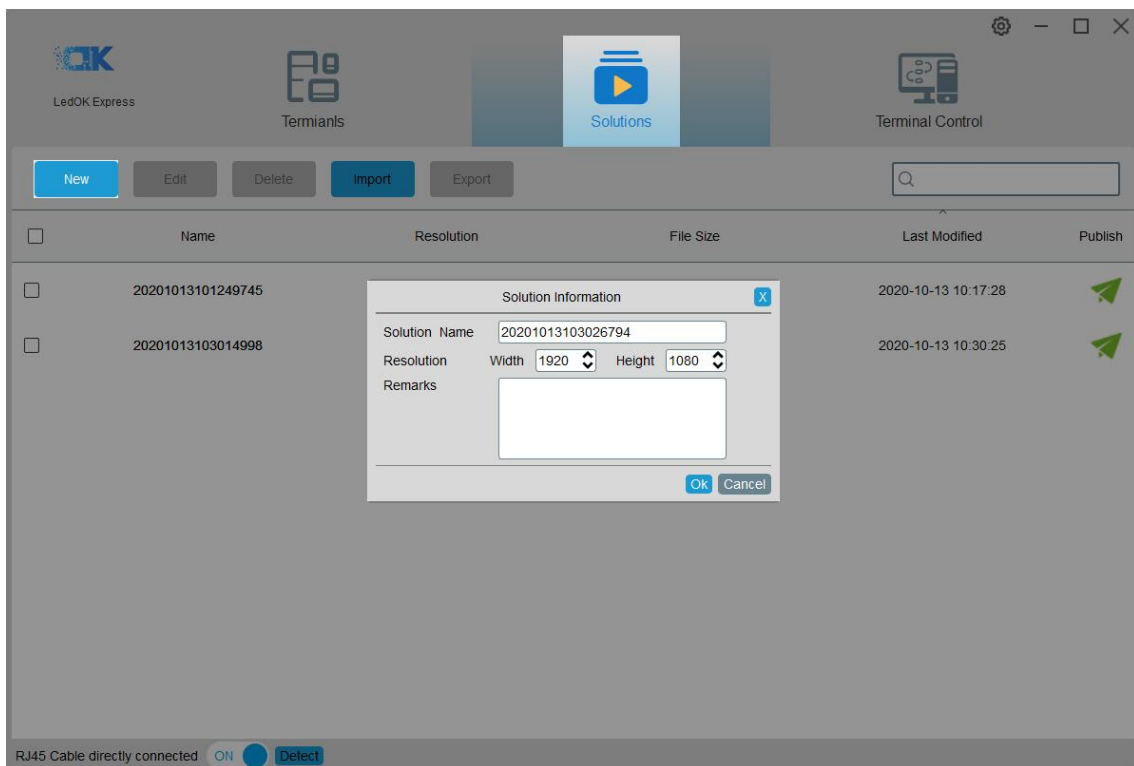 LedOK Express
Termianls
Solutions
Terminal Control
New Edit Delete Import Export
Name Resolution File Size Last Modified Publish
20201013101249745 2020-10-13 10:17:28
20201013103014998 2020-10-13 10:30:25
Solution Information X
Solution Name 20201013103026794
Resolution Width 1920 Height 1080
Remarks
Ok Cancel
RJ45 Cable directly connected ON Detect